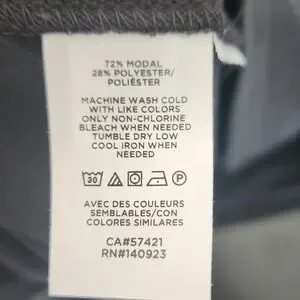 72% MODAL
28% POLYESTER/
POLIÉSTER
MACHINE WASH COLD
WITH LIKE COLORS
ONLY NON-CHLORINE
BLEACH WHEN NEEDED
TUMBLE DRY LOW
COOL IRON WHEN
NEEDED
30 P
AVEC DES COULEURS
SEMBLABLES/CON
COLORES SIMILARES
CA#57421
RN#140923